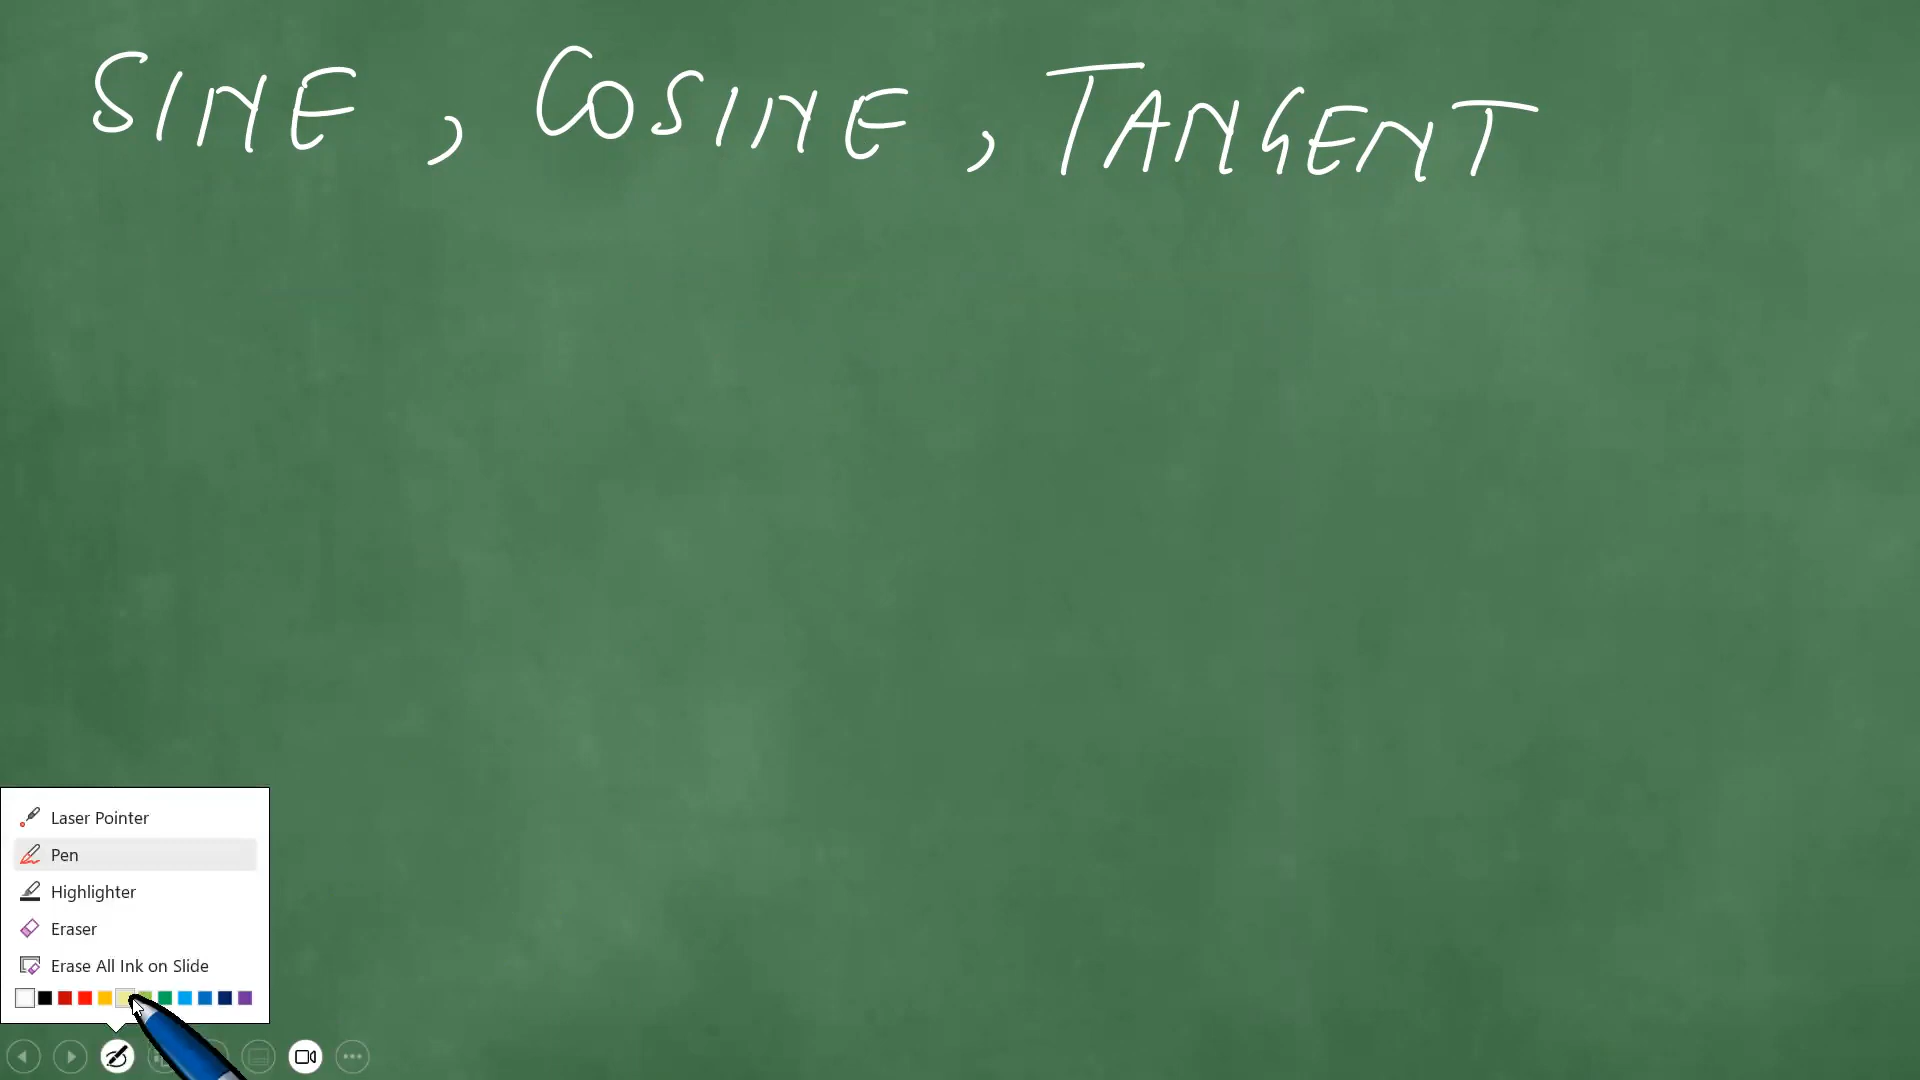 SINE , COSINE , TANGENT
Laser Pointer
Pen
Highlighter
Eraser
Erase All Ink on Slide